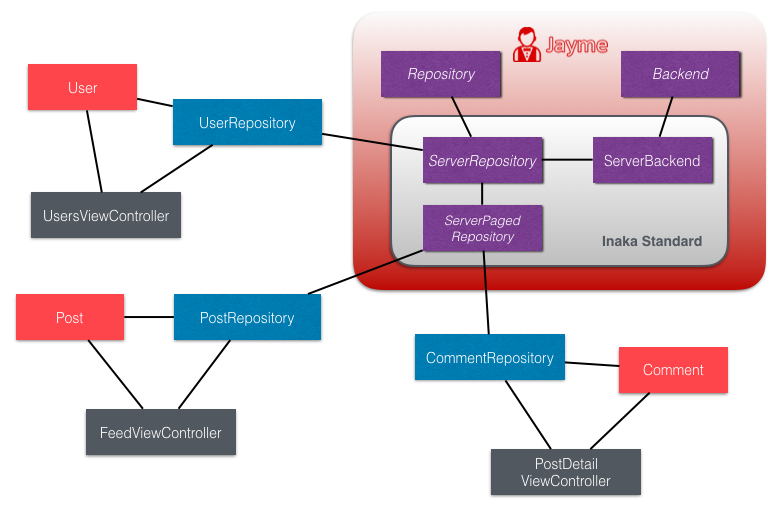 Jayme
Repository
Backend
User
UserRepository
ServerRepository
ServerBackend
UsersViewController
ServerPaged
Repository
Inaka Standard
Post
PostRepository
CommentRepository
Comment
FeedViewController
PostDetail
ViewController